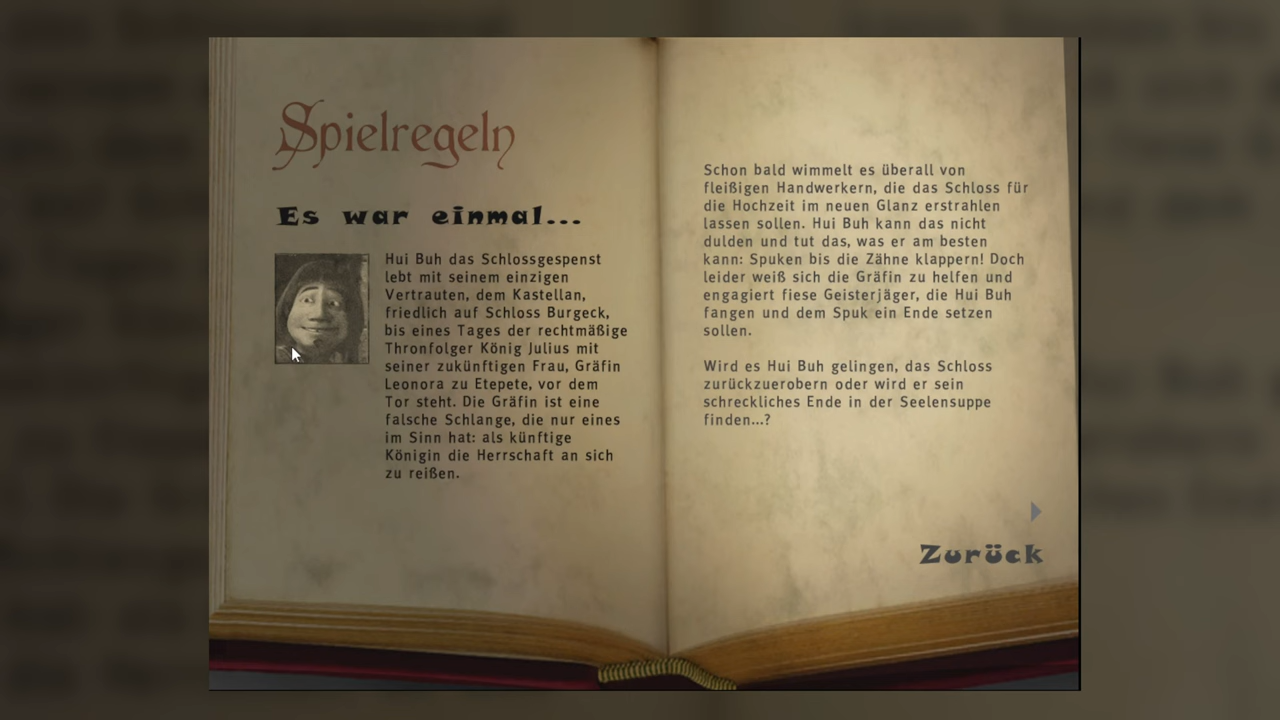 Spielregeln
Es war einmal...
Hui Buh das Schlossgespenst
lebt mit seinem einzigen
Vertrauten, dem Kastellan,
friedlich auf Schloss Burgeck,
bis eines Tages der rechtmäßige
Thronfolger König Julius mit
seiner zukünftigen Frau, Gräfin
Leonora zu Etepete, vor dem
Tor steht. Die Gräfin ist eine
falsche Schlange, die nur eines
im Sinn hat: als künftige
Königin die Herrschaft an sich
zu reißen.
Schon bald wimmelt es überall von
fleißigen Handwerkern, die das Schloss für
die Hochzeit im neuen Glanz erstrahlen
lassen sollen. Hui Buh kann das nicht
dulden und tut das, was er am besten
kann: Spuken bis die Zähne klappern! Doch
leider weiß sich die Gräfin zu helfen und
engagiert fiese Geisterjäger, die Hui Buh
fangen und dem Spuk ein Ende setzen
sollen.
Wird es Hui Buh gelingen, das Schloss
zurückzuerobern oder wird er sein
schreckliches Ende in der Seelensuppe
finden...?
Zurück